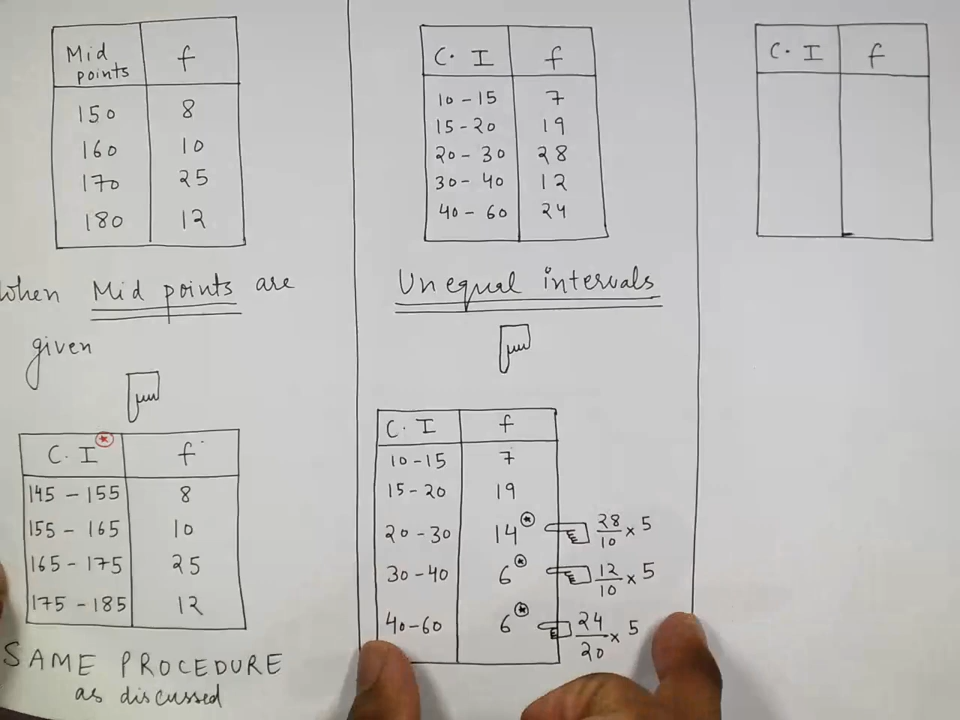 Mid points f
150 8
160 10
170 25
180 12
When Mid points are
given
C. I f
145 - 155 8
155 - 165 10
165 - 175 25
175 - 185 12
SAME PROCEDURE
as discussed
C. I f
10 - 15 7
15 - 20 19
20 - 30 28
30 - 40 12
40 - 60 24
Unequal intervals
C. I f
10 - 15 7
15 - 20 19
20 - 30 14 28/10 x 5
30 - 40 6 12/10 x 5
40 - 60 6 24/20 x 5
C. I f